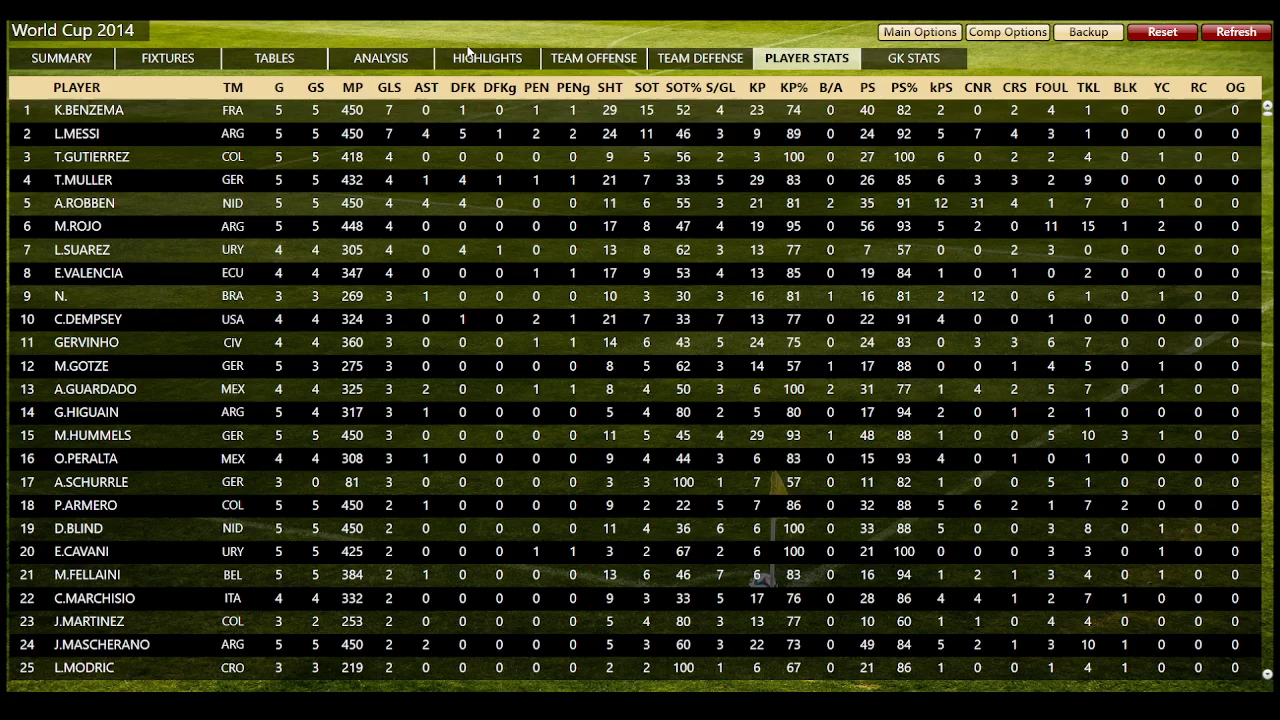 World Cup 2014 Main Options Comp Options Backup Reset Refresh
SUMMARY FIXTURES TABLES ANALYSIS HIGHLIGHTS TEAM OFFENSE TEAM DEFENSE PLAYER STATS GK STATS
PLAYER TM G GS MP GLS AST DFK DFKg PEN PENg SHT SOT SOT% S/GL KP KP% B/A PS PS% kPS CNR CRS FOUL TKL BLK YC RC OG
1 K.BENZEMA FRA 5 5 450 7 0 1 0 1 0 29 15 52 4 23 74 0 40 82 2 0 2 4 1 0 0 0 0
2 L.MESSI ARG 5 5 450 7 4 5 1 2 2 24 11 46 3 9 89 0 24 92 5 7 4 3 1 0 0 0 0
3 T.GUTIERREZ COL 5 5 418 4 0 0 0 0 0 9 5 56 2 3 100 0 27 100 6 0 2 2 4 0 1 0 0
4 T.MULLER GER 5 5 432 4 1 4 1 1 1 21 7 33 5 29 83 0 26 85 6 3 3 2 9 0 0 0 0
5 A.ROBBEN NID 5 5 450 4 4 4 0 0 0 11 6 55 3 21 81 2 35 91 12 31 4 1 7 0 0 0 0
6 M.ROJO ARG 5 5 448 4 0 0 0 0 0 17 8 47 4 19 95 0 56 93 5 2 0 11 15 1 2 0 0
7 L.SUAREZ URY 4 4 305 4 0 4 1 0 0 13 8 62 3 13 77 0 7 57 0 0 2 3 0 0 0 0 0
8 E.VALENCIA ECU 4 4 347 4 0 0 0 1 1 17 9 53 4 13 85 0 19 84 1 0 1 0 2 0 0 0 0
9 N. BRA 3 3 269 3 1 0 0 0 0 10 3 30 3 16 81 1 16 81 2 12 0 6 1 0 1 0 0
10 C.DEMPSEY USA 4 4 324 3 0 1 0 2 1 21 7 33 7 13 77 0 22 91 4 0 0 1 0 0 0 0 0
11 GERVINHO CIV 4 4 360 3 0 0 0 1 1 14 6 43 5 24 75 0 24 83 0 3 3 6 7 0 0 0 0
12 M.GOTZE GER 5 3 275 3 0 0 0 0 0 8 5 62 3 14 57 1 17 88 0 0 1 4 5 0 1 0 0
13 A.GUARDADO MEX 4 4 325 3 2 0 0 1 1 8 4 50 3 6 100 2 31 77 1 4 2 5 7 0 0 0 0
14 G.HIGUAIN ARG 5 4 317 3 1 0 0 0 0 5 4 80 2 5 80 0 17 94 2 0 1 2 1 0 0 0 0
15 M.HUMMELS GER 5 5 450 3 0 0 0 0 0 11 5 45 4 29 93 1 48 88 1 0 0 5 10 3 1 0 0
16 O.PERALTA MEX 4 4 308 3 1 0 0 0 0 9 4 44 3 6 83 0 15 93 4 0 1 2 0 0 1 0 0
17 A.SCHURRLE GER 3 0 81 3 0 0 0 0 0 3 3 100 1 7 57 0 11 82 1 0 0 5 1 0 0 0 0
18 P.ARMERO COL 5 5 450 2 1 0 0 0 0 9 2 22 5 7 86 0 32 88 5 6 2 1 7 2 0 0 0
19 D.BLIND NID 5 5 450 2 0 0 0 0 0 11 4 36 6 6 100 0 33 88 5 0 0 3 8 0 1 0 0
20 E.CAVANI URY 5 5 425 2 0 0 0 1 1 3 2 67 2 6 100 0 21 100 0 0 0 3 3 0 1 0 0
21 M.FELLAINI BEL 5 5 384 2 1 0 0 0 0 13 6 46 7 6 83 0 16 94 1 2 1 3 4 0 1 0 0
22 C.MARCHISIO ITA 4 4 332 2 0 0 0 0 0 9 3 33 5 17 76 0 28 86 4 4 1 2 7 1 0 0 0
23 J.MARTINEZ COL 3 2 253 2 0 0 0 0 0 5 4 80 3 13 77 0 10 60 1 1 0 4 4 0 0 0 0
24 J.MASCHERANO ARG 5 5 450 2 2 0 0 0 0 5 3 60 3 22 73 0 49 84 5 2 1 3 10 1 0 0 0
25 L.MODRIC CRO 3 3 219 2 0 0 0 0 0 2 2 100 1 6 67 0 21 86 1 0 0 1 4 1 0 0 0